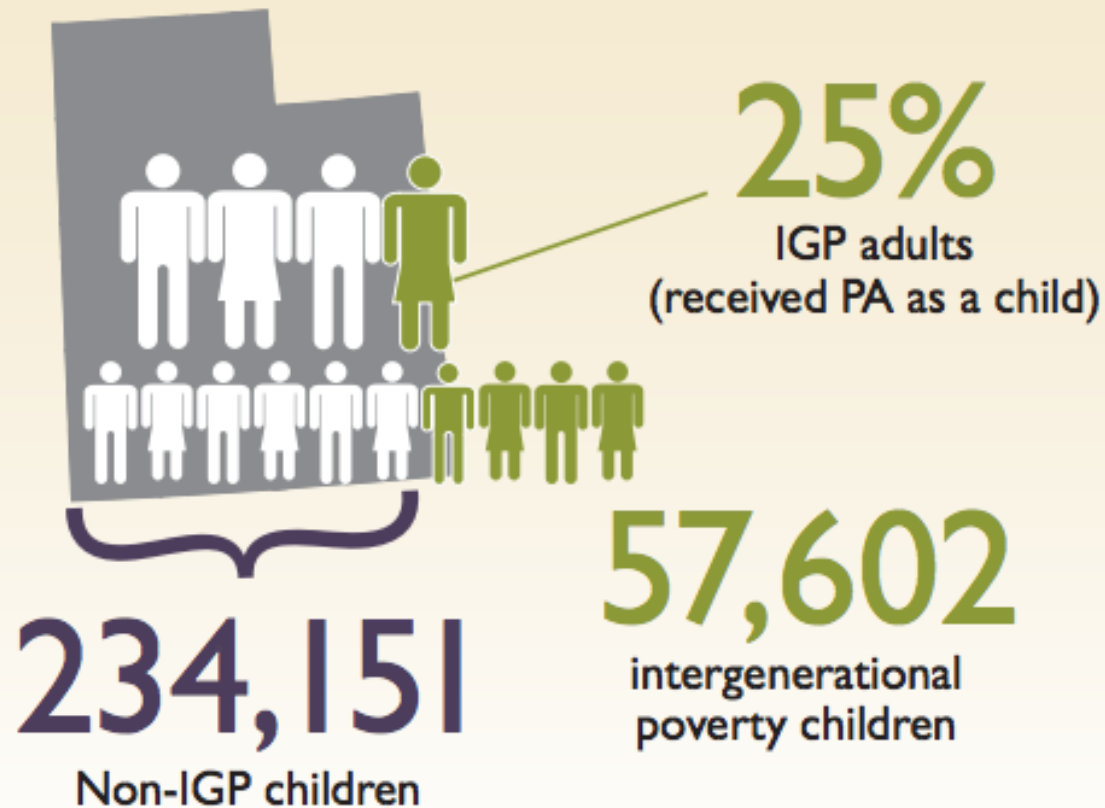 25%
IGP adults
(received PA as a child)
57,602
intergenerational
poverty children
234,151
Non-IGP children